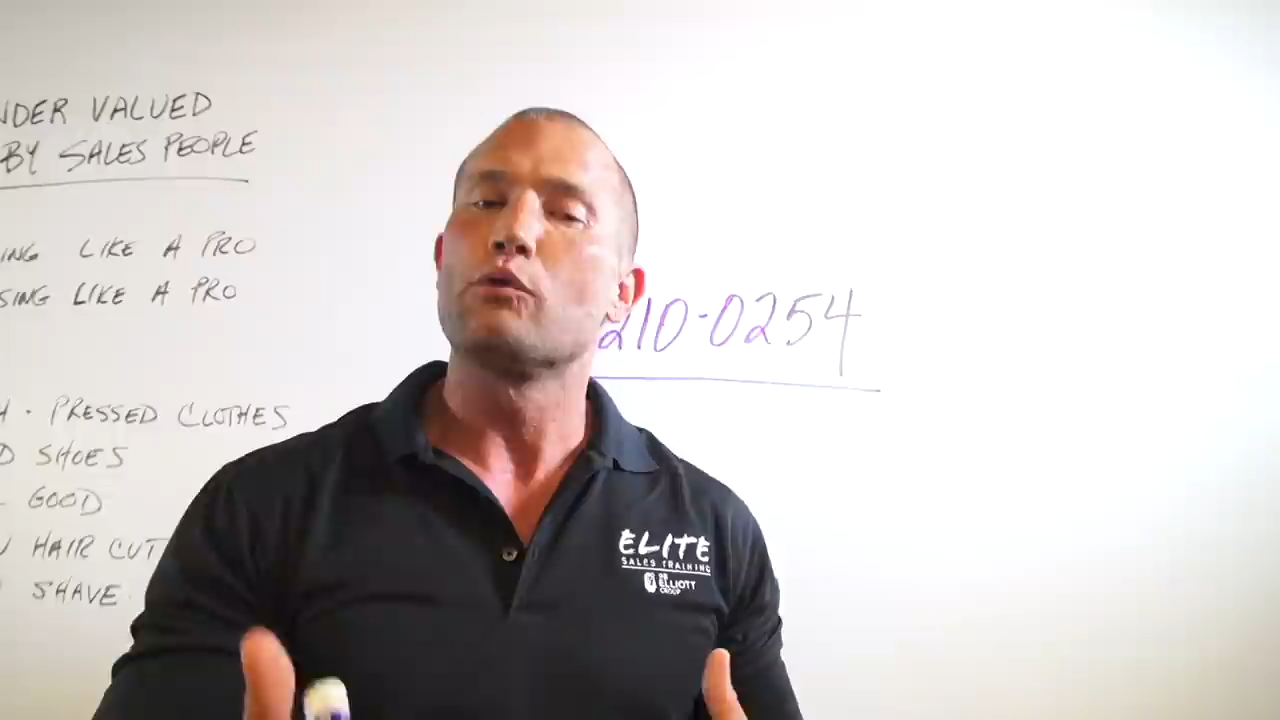 NDER VALUED
BY SALES PEOPLE
ING LIKE A PRO
SING LIKE A PRO
H · PRESSED CLOTHES
D SHOES
- GOOD
HAIR CUT
SHAVE.
210-0254
ELITE
SALES TRAINING
ELLIOTT
GROUP